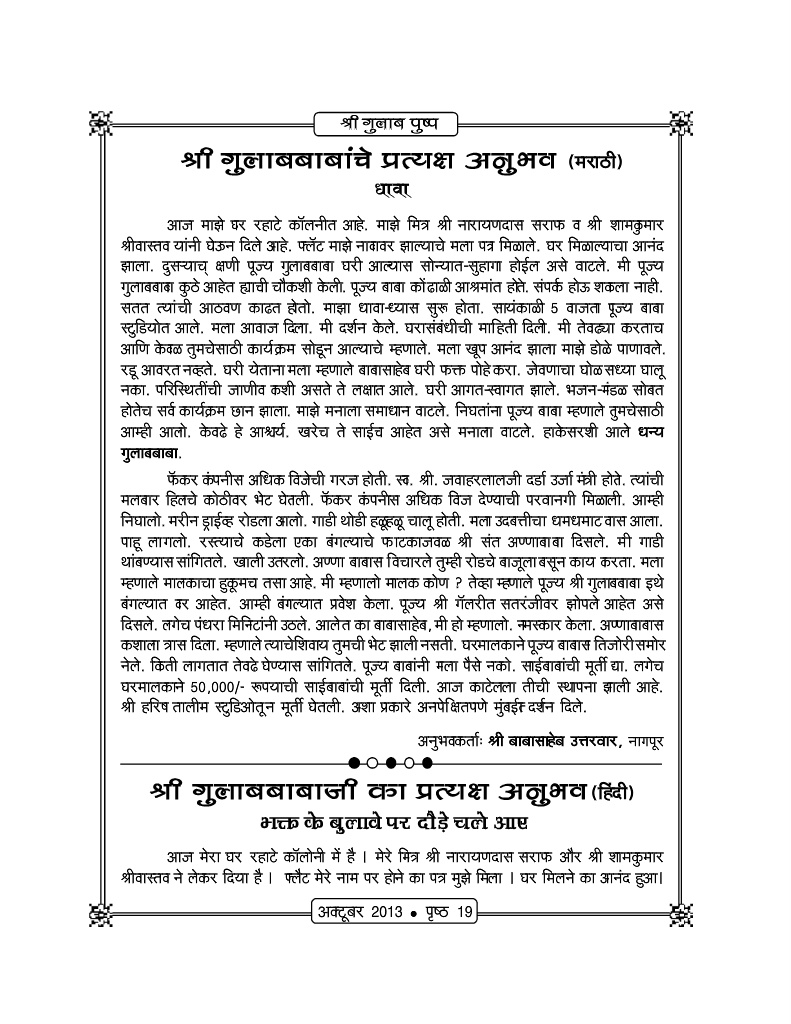 श्री गुलाब पुष्प
श्री गुलाबबाबांचे प्रत्यक्ष अनुभव (मराठी)
धावा
आज माझे घर रहाटे कॉलनीत आहे. माझे मित्र श्री नारायणदास सराफ व श्री शामकुमार
श्रीवास्तव यांनी घेऊन दिले आहे. फ्लॅट माझे नावावर झाल्याचे मला पत्र मिळाले. घर मिळाल्याचा आनंद
झाला. दुसऱ्याच् क्षणी पूज्य गुलाबबाबा घरी आल्यास सोन्यात-सुहागा होईल असे वाटले. मी पूज्य
गुलाबबाबा कुठे आहेत ह्याची चौकशी केली. पूज्य बाबा कोंढाळी आश्रमांत होते. संपर्क होऊ शकला नाही.
सतत त्यांची आठवण काढत होतो. माझा धावा-ध्यास सुरू होता. सायंकाळी 5 वाजता पूज्य बाबा
स्टुडियोत आले. मला आवाज दिला. मी दर्शन केले. घरासंबंधीची माहिती दिली. मी तेवढ्या करताच
आणि केवळ तुमचेसाठी कार्यक्रम सोडून आल्याचे म्हणाले. मला खूप आनंद झाला. माझे डोळे पाणावले.
रडू आवरत नव्हते. घरी येताना मला म्हणाले बाबासाहेब घरी फक्त पोहे करा. जेवणाचा घोळ सध्या घालू
नका. परिस्थितींची जाणीव कशी असते ते लक्षात आले. घरी आगत-स्वागत झाले. भजन-मंडळ सोबत
होतेच सर्व कार्यक्रम छान झाला. माझे मनाला समाधान वाटले. निघतांना पूज्य बाबा म्हणाले तुमचेसाठी
आम्ही आलो. केवढे हे आश्चर्य. खरेच ते साईच आहेत असे मनाला वाटले. हाकेसरशी आले धन्य
गुलाबबाबा.
फॅकर कंपनीस अधिक विजेची गरज होती. स्व. श्री. जवाहरलालजी दर्डा उर्जा मंत्री होते. त्यांची
मलबार हिलचे कोठीवर भेट घेतली. फॅकर कंपनीस अधिक विज देण्याची परवानगी मिळाली. आम्ही
निघालो. मरीन ड्राईव्ह रोडला आलो. गाडी थोडी हळूहळू चालू होती. मला उदबत्तीचा धमधमाट वास आला.
पाहू लागलो. रस्त्याचे कडेला एका बंगल्याचे फाटकाजवळ श्री संत अण्णाबाबा दिसले. मी गाडी
थांबण्यास सांगितले. खाली उतरलो. अण्णा बाबास विचारले तुम्ही रोडचे बाजूला बसून काय करता. मला
म्हणाले मालकाचा हुकूमच तसा आहे. मी म्हणालो मालक कोण ? तेव्हा म्हणाले पूज्य श्री गुलाबबाबा इथे
बंगल्यात वर आहेत. आम्ही बंगल्यात प्रवेश केला. पूज्य श्री गॅलरीत सतरंजीवर झोपले आहेत असे
दिसले. लगेच पंधरा मिनिटांनी उठले. आलेत का बाबासाहेब, मी हो म्हणालो. नमस्कार केला. अण्णाबाबास
कशाला त्रास दिला. म्हणाले त्याचेशिवाय तुमची भेट झाली नसती. घरमालकाने पूज्य बाबास तिजोरी समोर
नेले. किती लागतात तेवढे घेण्यास सांगितले. पूज्य बाबांनी मला पैसे नको. साईबाबांची मूर्ती द्या. लगेच
घरमालकाने 50,000/- रूपयाची साईबाबांची मूर्ती दिली. आज काटेलला तीची स्थापना झाली आहे.
श्री हरिष तालीम स्टुडिओतून मूर्ती घेतली. अशा प्रकारे अनपेक्षितपणे मुंबईत दर्शन दिले.
अनुभवकर्ताः श्री बाबासाहेब उत्तरवार, नागपूर
श्री गुलाबबाबाजी का प्रत्यक्ष अनुभव (हिंदी)
भक्त के बुलावे पर दौड़े चले आए
आज मेरा घर रहाटे कॉलोनी में है । मेरे मित्र श्री नारायणदास सराफ और श्री शामकुमार
श्रीवास्तव ने लेकर दिया है । फ्लैट मेरे नाम पर होने का पत्र मुझे मिला । घर मिलने का आनंद हुआ।
अक्टूबर 2013 ● पृष्ठ 19